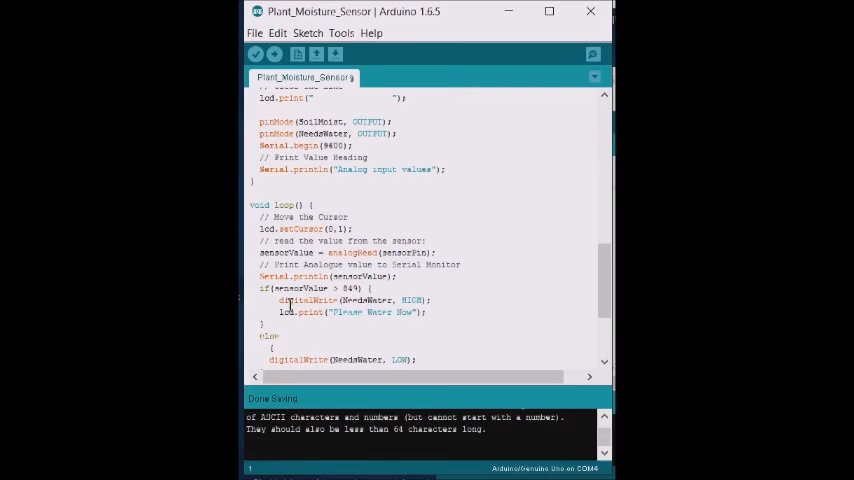 Plant_Moisture_Sensor | Arduino 1.6.5
File Edit Sketch Tools Help
Plant_Moisture_Sensor §
lcd.print("                ");
pinMode(SoilMoist, OUTPUT);
pinMode(NeedsWater, OUTPUT);
Serial.begin(9600);
// Print Value Heading
Serial.println("Analog input values");
}
void loop() {
// Move the Cursor
lcd.setCursor(0,1);
// read the value from the sensor:
sensorValue = analogRead(sensorPin);
// Print Analogue value to Serial Monitor
Serial.println(sensorValue);
if(sensorValue > 849) {
digitalWrite(NeedsWater, HIGH);
lcd.print("Please Water Now");
}
else
{
digitalWrite(NeedsWater, LOW);
Done Saving.
of ASCII characters and numbers (but cannot start with a number).
They should also be less than 64 characters long.
1
Arduino/Genuino Uno on COM4